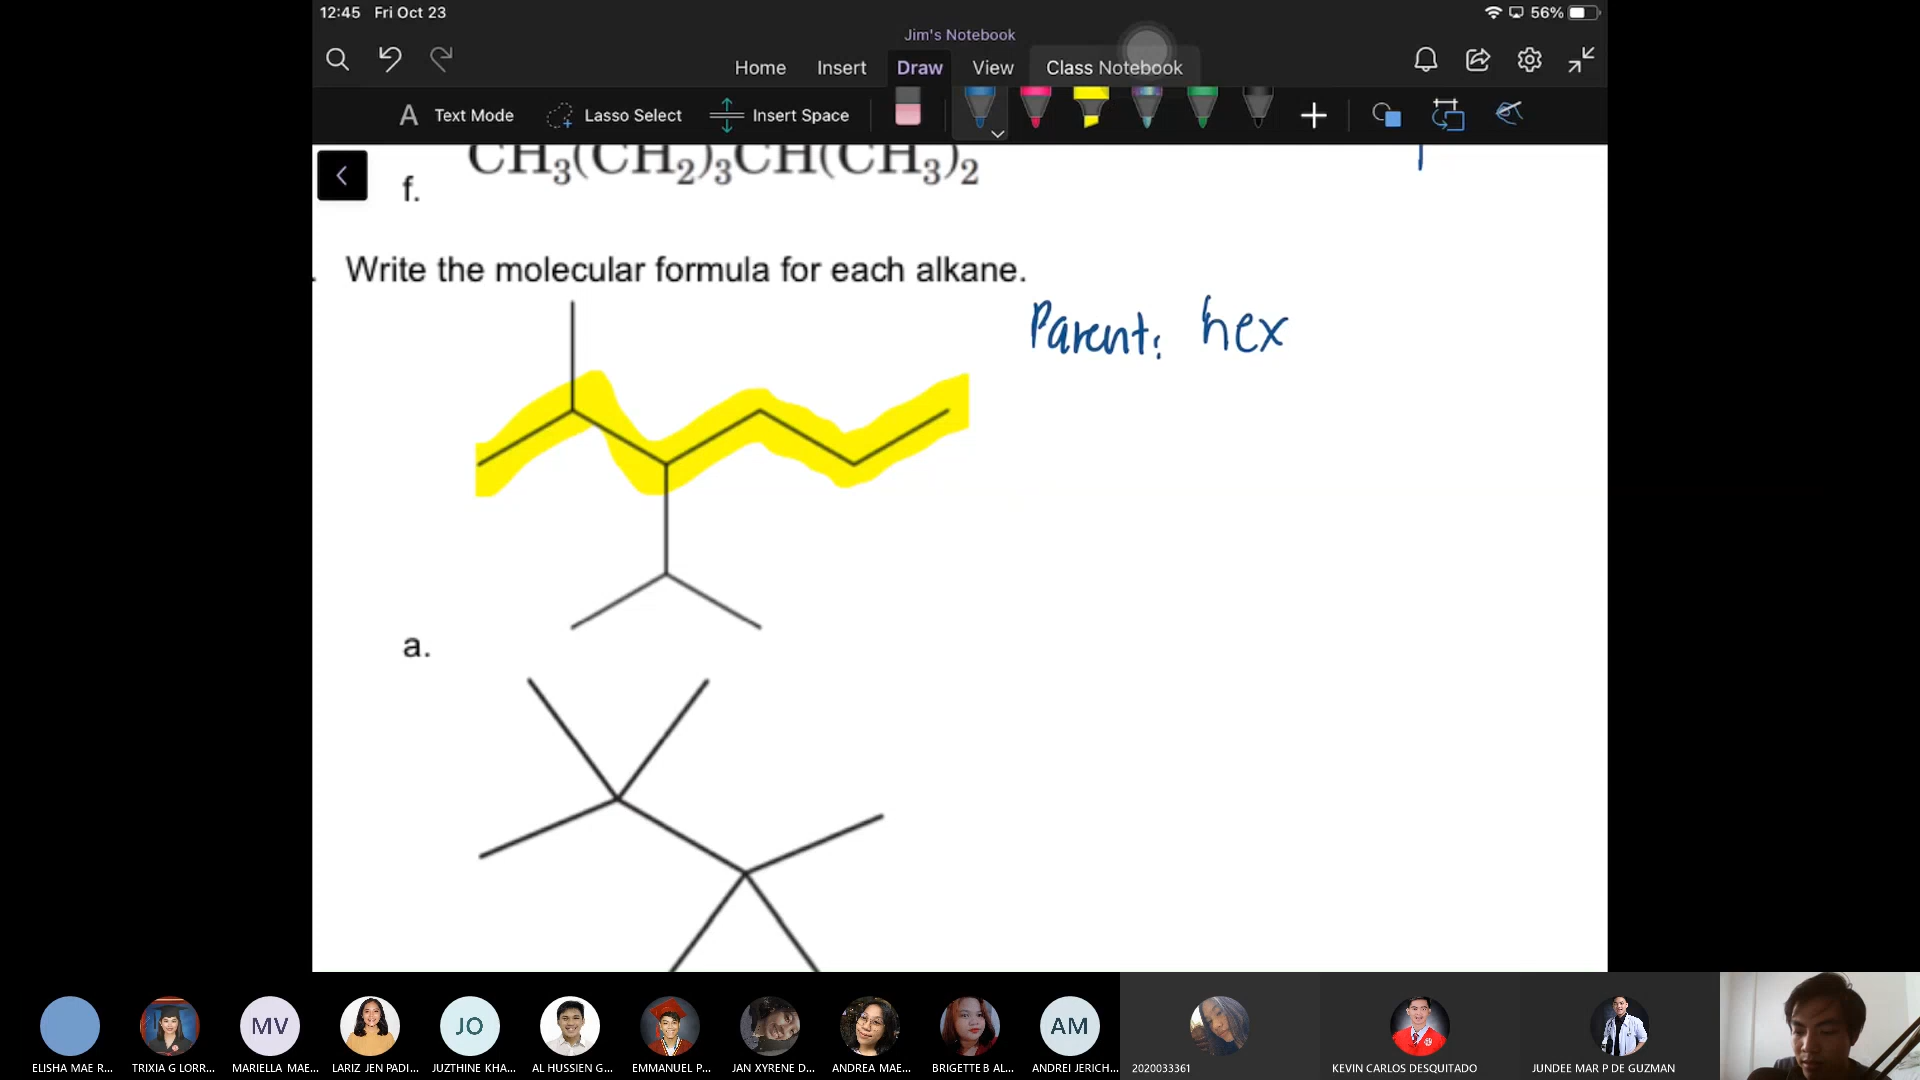 12:45 Fri Oct 23
56%
Jim's Notebook
Home Insert Draw View Class Notebook
A Text Mode Lasso Select Insert Space
f. CH₃(CH₂)₃CH(CH₃)₂
Write the molecular formula for each alkane.
Parent: hex
a.
MV JO AM
ELISHA MAE R... TRIXIA G LORR... MARIELLA MAE... LARIZ JEN PADI... JUZTHINE KHA... AL HUSSIEN G... EMMANUEL P... JAN XYRENE D... ANDREA MAE... BRIGETTE B AL... ANDREI JERICH... 2020033361 KEVIN CARLOS DESQUITADO JUNDEE MAR P DE GUZMAN